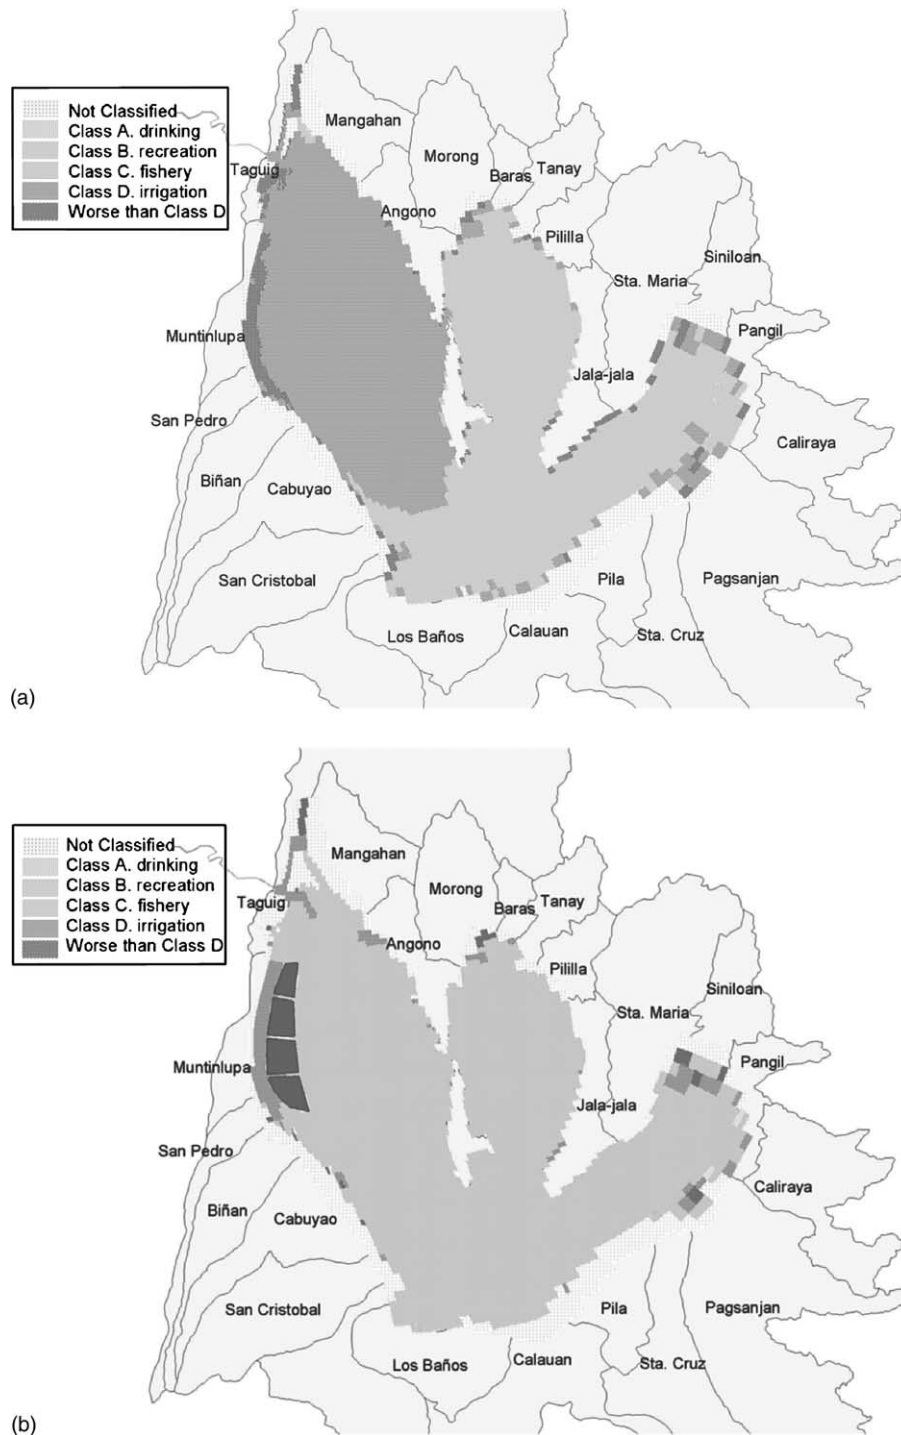 Not Classified
Class A. drinking
Class B. recreation
Class C. fishery
Class D. irrigation
Worse than Class D
Mangahan
Morong
Baras
Tanay
Taguig
Angono
Pililla
Siniloan
Sta. Maria
Pangil
Muntinlupa
Jala-jala
San Pedro
Caliraya
Biñan
Cabuyao
San Cristobal
Pila
Pagsanjan
Los Baños
Calauan
Sta. Cruz
(a)
Not Classified
Class A. drinking
Class B. recreation
Class C. fishery
Class D. irrigation
Worse than Class D
Mangahan
Morong
Baras
Tanay
Taguig
Angono
Pililla
Siniloan
Sta. Maria
Pangil
Muntinlupa
Jala-jala
San Pedro
Caliraya
Biñan
Cabuyao
San Cristobal
Pila
Pagsanjan
Los Baños
Calauan
Sta. Cruz
(b)